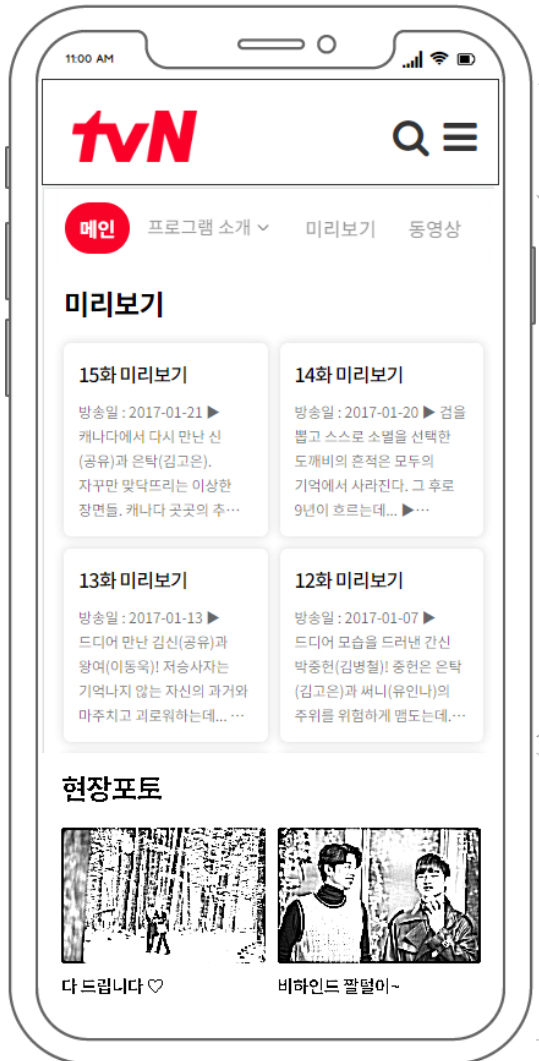 11:00 AM
tvN
메인 프로그램 소개 미리보기 동영상
미리보기
15화 미리보기
방송일 : 2017-01-21 ▶
캐나다에서 다시 만난 신
(공유)과 은탁(김고은).
자꾸만 맞닥뜨리는 이상한
장면들. 캐나다 곳곳의 추…
14화 미리보기
방송일 : 2017-01-20 ▶ 검을
뽑고 스스로 소멸을 선택한
도깨비의 흔적은 모두의
기억에서 사라진다. 그 후로
9년이 흐르는데... ▶…
13화 미리보기
방송일 : 2017-01-13 ▶
드디어 만난 김신(공유)과
왕여(이동욱)! 저승사자는
기억나지 않는 자신의 과거와
마주치고 괴로워하는데... …
12화 미리보기
방송일 : 2017-01-07 ▶
드디어 모습을 드러낸 간신
박중헌(김병철)! 중헌은 은탁
(김고은)과 써니(유인나)의
주위를 위험하게 맴도는데.…
현장포토
다 드립니다 ♡
비하인드 짤털이~